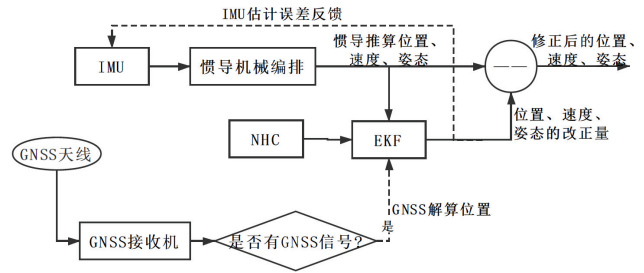 IMU估计误差反馈
IMU
惯导机械编排
惯导推算位置、
速度、姿态
——
修正后的位置、
速度、姿态
NHC
EKF
位置、速度、
姿态的改正量
GNSS天线
GNSS解算位置
是
GNSS接收机
是否有GNSS信号?